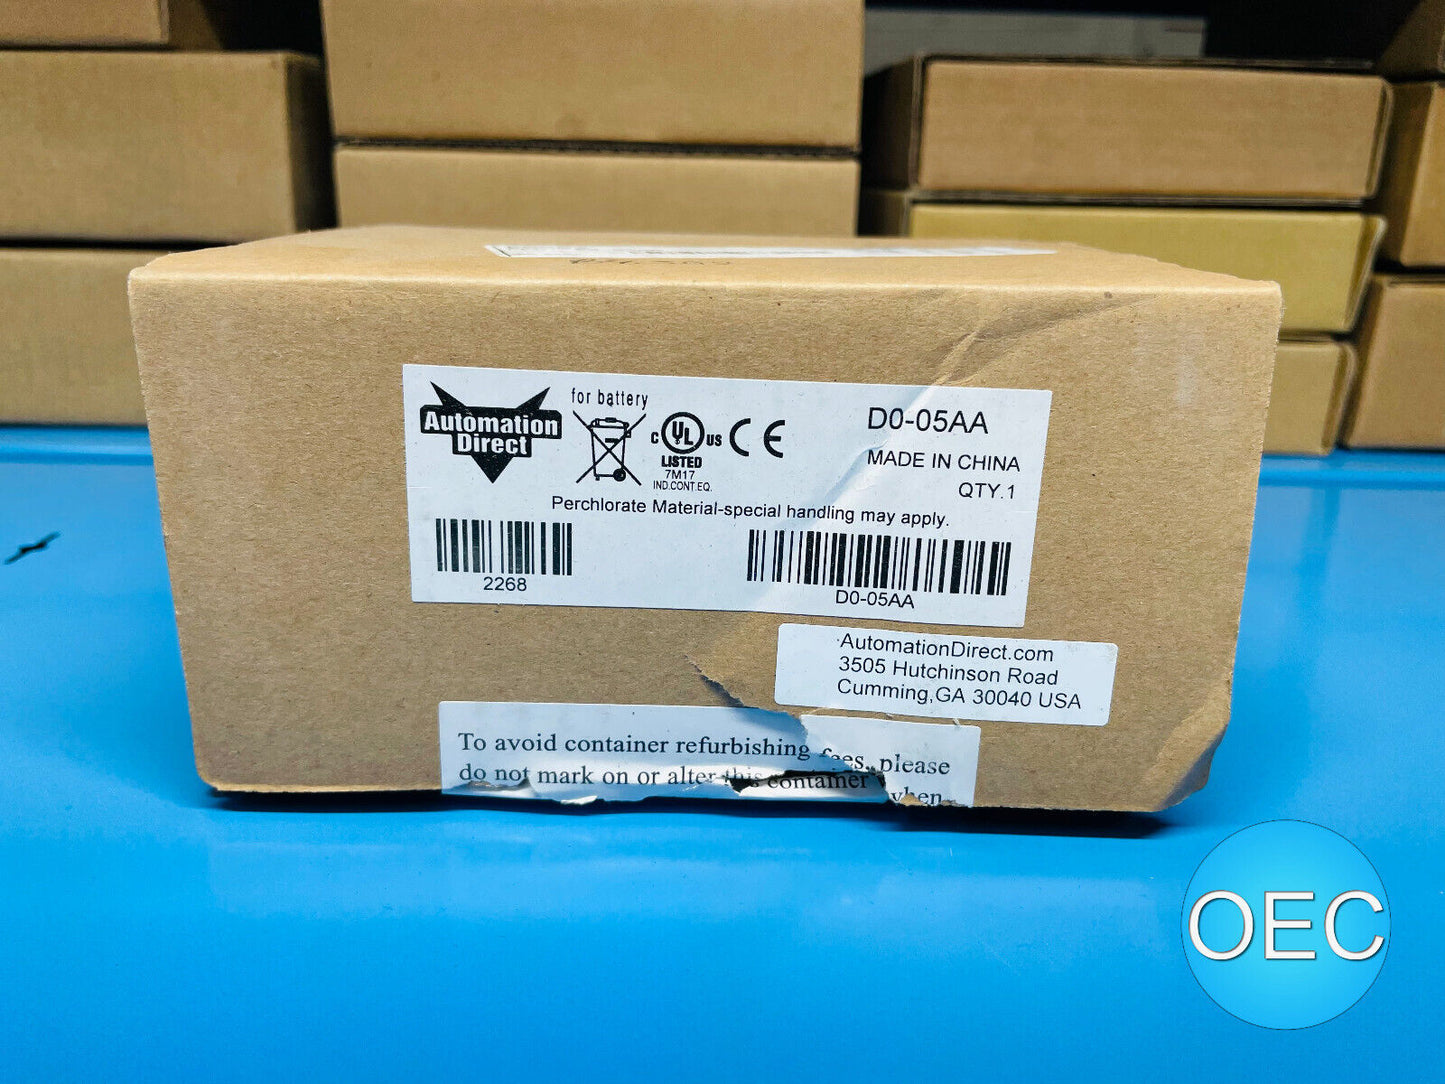 Automation
Direct
for battery
C UL US CE
LISTED
7M17
IND.CONT.EQ.
D0-05AA
MADE IN CHINA
QTY.1
Perchlorate Material-special handling may apply.
2268
D0-05AA
AutomationDirect.com
3505 Hutchinson Road
Cumming,GA 30040 USA
To avoid container refurbishing fees, please
do not mark on or alter this container when
OEC